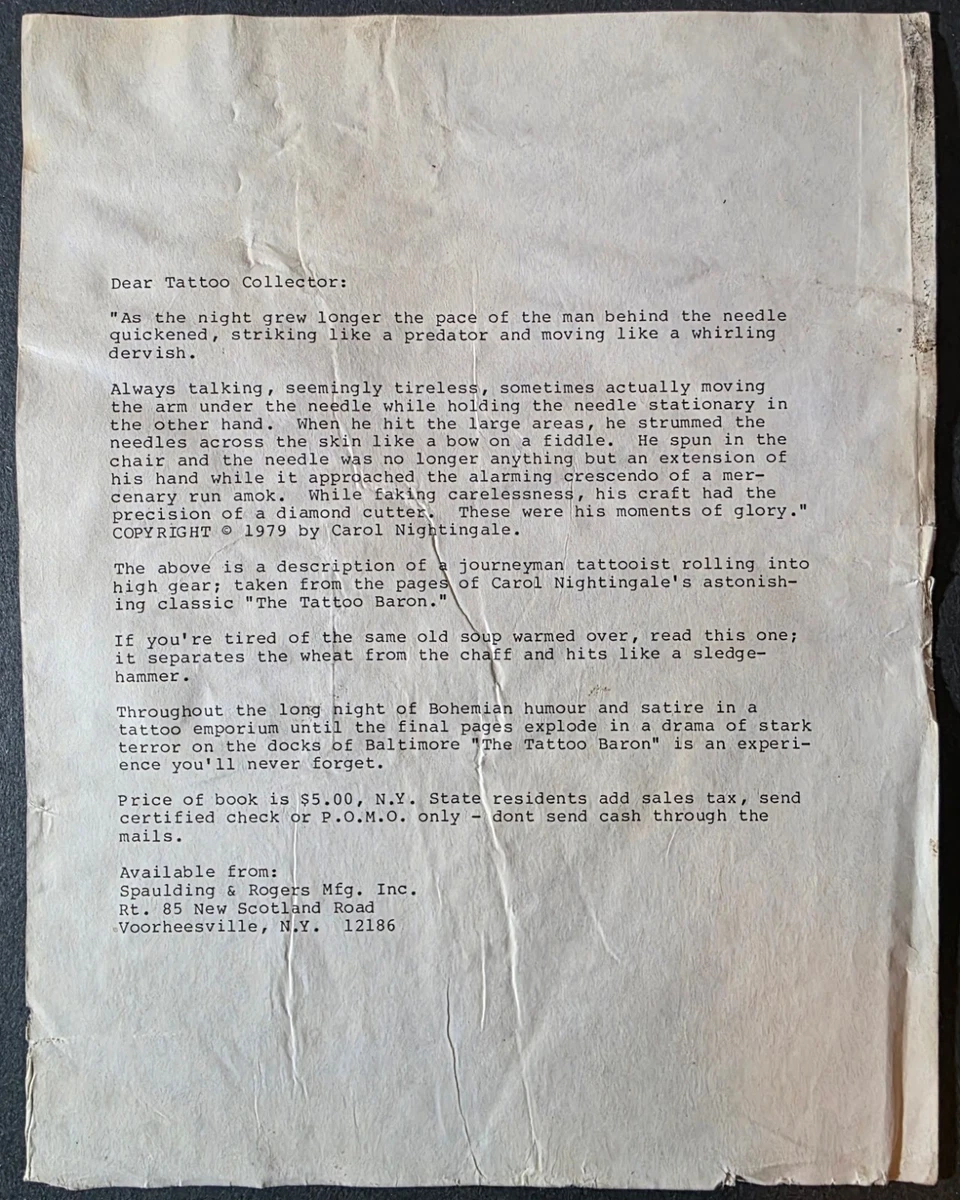 Dear Tattoo Collector:
"As the night grew longer the pace of the man behind the needle
quickened, striking like a predator and moving like a whirling
dervish.
Always talking, seemingly tireless, sometimes actually moving
the arm under the needle while holding the needle stationary in
the other hand.  When he hit the large areas, he strummed the
needles across the skin like a bow on a fiddle.  He spun in the
chair and the needle was no longer anything but an extension of
his hand while it approached the alarming crescendo of a mer-
cenary run amok.  While faking carelessness, his craft had the
precision of a diamond cutter.  These were his moments of glory."
COPYRIGHT © 1979 by Carol Nightingale.
The above is a description of a journeyman tattooist rolling into
high gear; taken from the pages of Carol Nightingale's astonish-
ing classic "The Tattoo Baron."
If you're tired of the same old soup warmed over, read this one;
it separates the wheat from the chaff and hits like a sledge-
hammer.
Throughout the long night of Bohemian humour and satire in a
tattoo emporium until the final pages explode in a drama of stark
terror on the docks of Baltimore "The Tattoo Baron" is an experi-
ence you'll never forget.
Price of book is $5.00, N.Y. State residents add sales tax, send
certified check or P.O.M.O. only - dont send cash through the
mails.
Available from:
Spaulding & Rogers Mfg. Inc.
Rt. 85 New Scotland Road
Voorheesville, N.Y.  12186